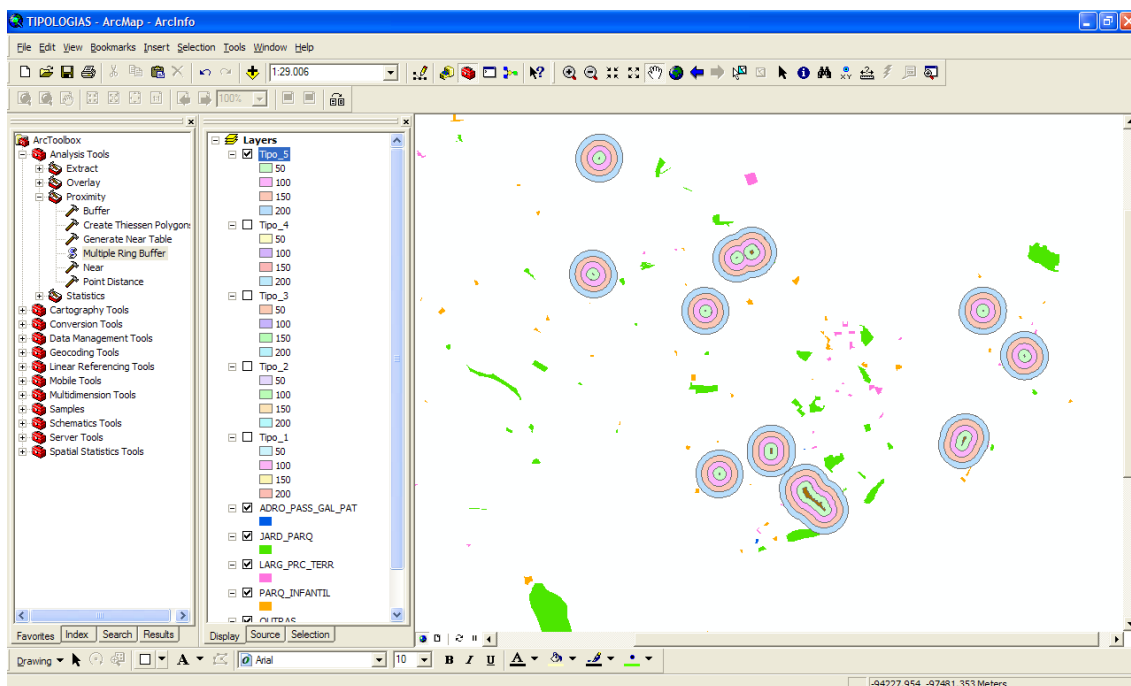 TIPOLOGIAS - ArcMap - ArcInfo
File Edit View Bookmarks Insert Selection Tools Window Help
1:29.006
100%
ArcToolbox
Analysis Tools
Extract
Overlay
Proximity
Buffer
Create Thiessen Polygons
Generate Near Table
Multiple Ring Buffer
Near
Point Distance
Statistics
Cartography Tools
Conversion Tools
Data Management Tools
Geocoding Tools
Linear Referencing Tools
Mobile Tools
Multidimension Tools
Samples
Schematics Tools
Server Tools
Spatial Statistics Tools
Favorites Index Search Results
Layers
Tipo_5
50
100
150
200
Tipo_4
50
100
150
200
Tipo_3
50
100
150
200
Tipo_2
50
100
150
200
Tipo_1
50
100
150
200
ADRO_PASS_GAL_PAT
JARD_PARQ
LARG_PRC_TERR
PARQ_INFANTIL
OUTRAS
Display Source Selection
Drawing A Arial 10 B I U A
-94227,954 -97481,353 Meters